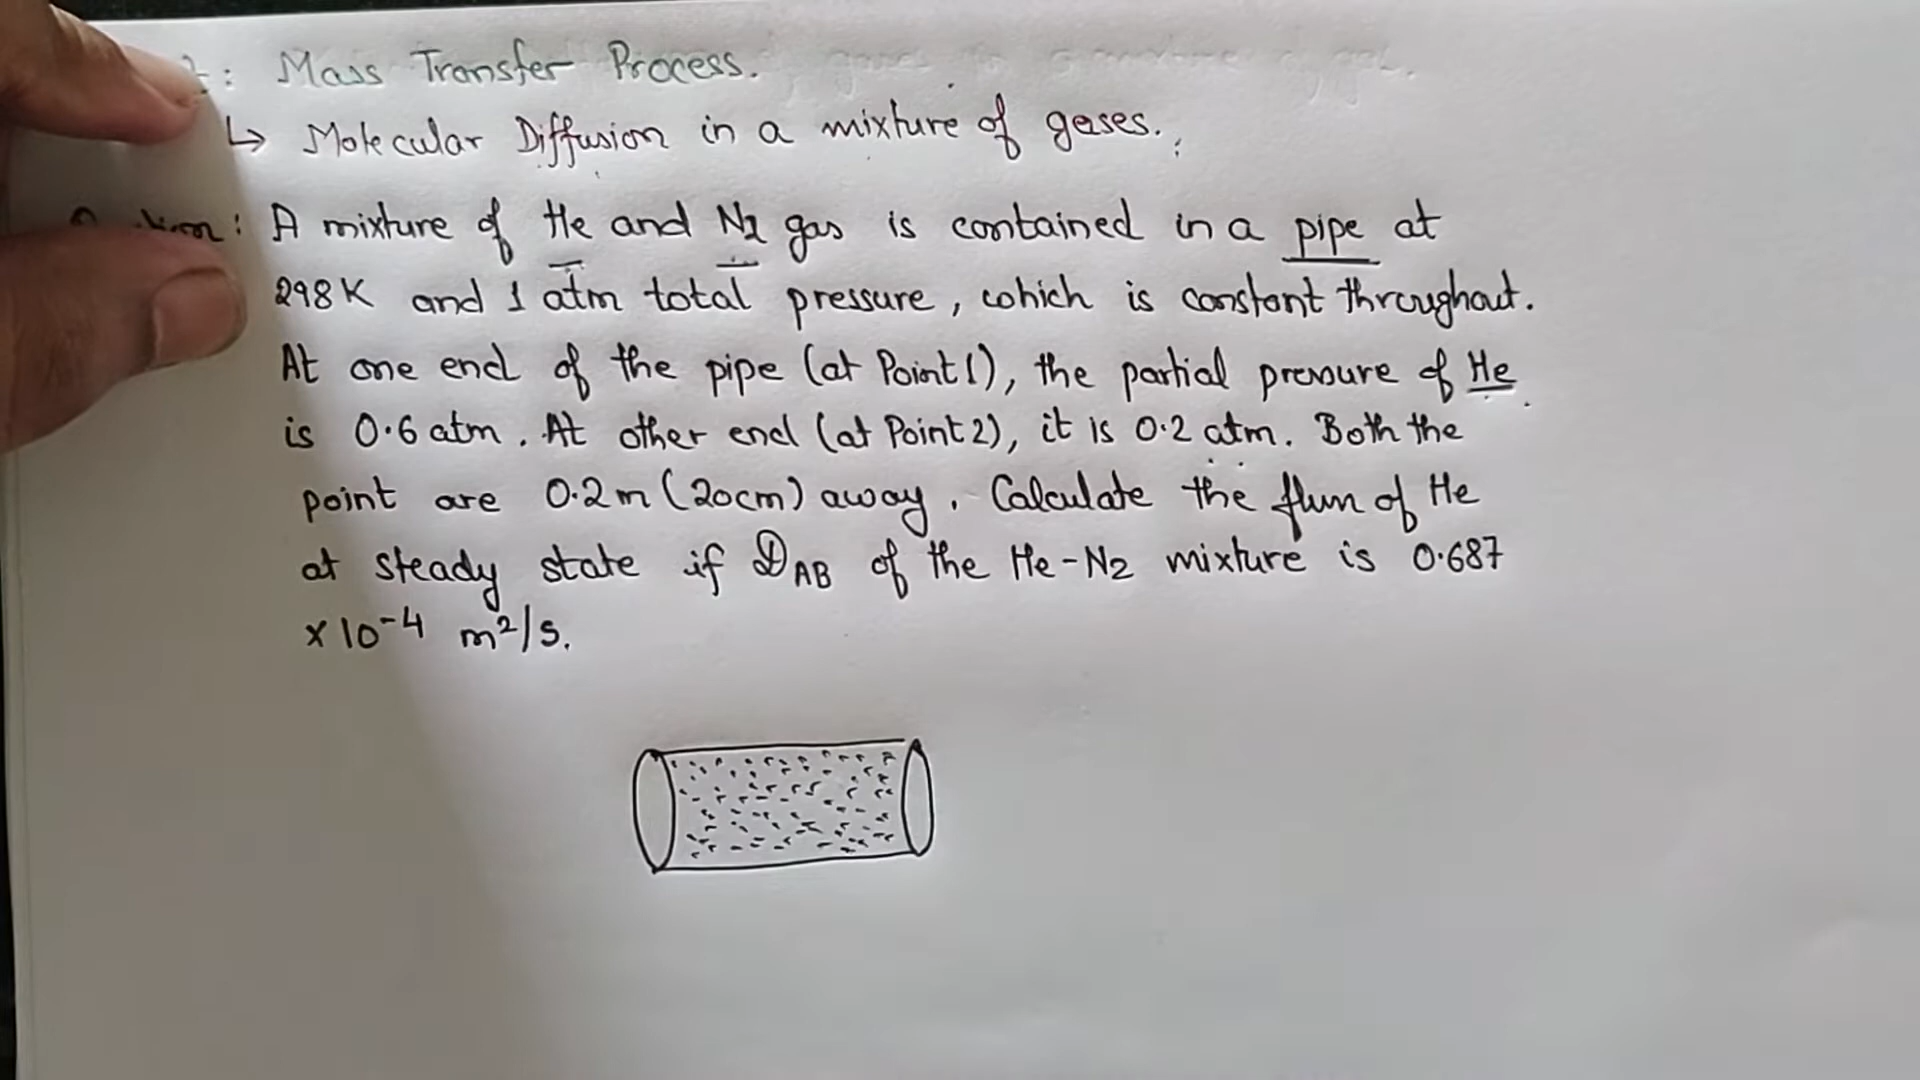 : Mass Transfer Process.
↳ Molecular Diffusion in a mixture of gases.
: A mixture of He and N2 gas is contained in a pipe at
298K and 1 atm total pressure, which is constant throughout.
At one end of the pipe (at Point 1), the partial pressure of He
is 0.6 atm. At other end (at Point 2), it is 0.2 atm. Both the
point are 0.2m (20cm) away. Calculate the flux of He
at steady state if DAB of the He-N2 mixture is 0.687
x 10-4 m2/s.